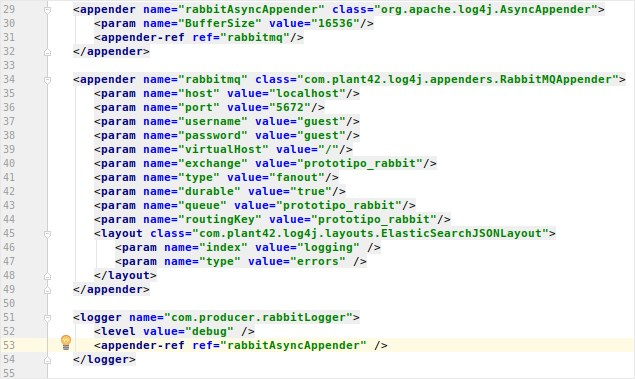 29 <appender name="rabbitAsyncAppender" class="org.apache.log4j.AsyncAppender">
30 <param name="BufferSize" value="16536"/>
31 <appender-ref ref="rabbitmq"/>
32 </appender>
33
34 <appender name="rabbitmq" class="com.plant42.log4j.appenders.RabbitMQAppender">
35 <param name="host" value="localhost"/>
36 <param name="port" value="5672"/>
37 <param name="username" value="guest"/>
38 <param name="password" value="guest"/>
39 <param name="virtualHost" value="/"/>
40 <param name="exchange" value="prototipo_rabbit"/>
41 <param name="type" value="fanout"/>
42 <param name="durable" value="true"/>
43 <param name="queue" value="prototipo_rabbit"/>
44 <param name="routingKey" value="prototipo_rabbit"/>
45 <layout class="com.plant42.log4j.layouts.ElasticSearchJSONLayout">
46 <param name="index" value="logging" />
47 <param name="type" value="errors" />
48 </layout>
49 </appender>
50
51 <logger name="com.producer.rabbitLogger">
52 <level value="debug" />
53 <appender-ref ref="rabbitAsyncAppender" />
54 </logger>
55